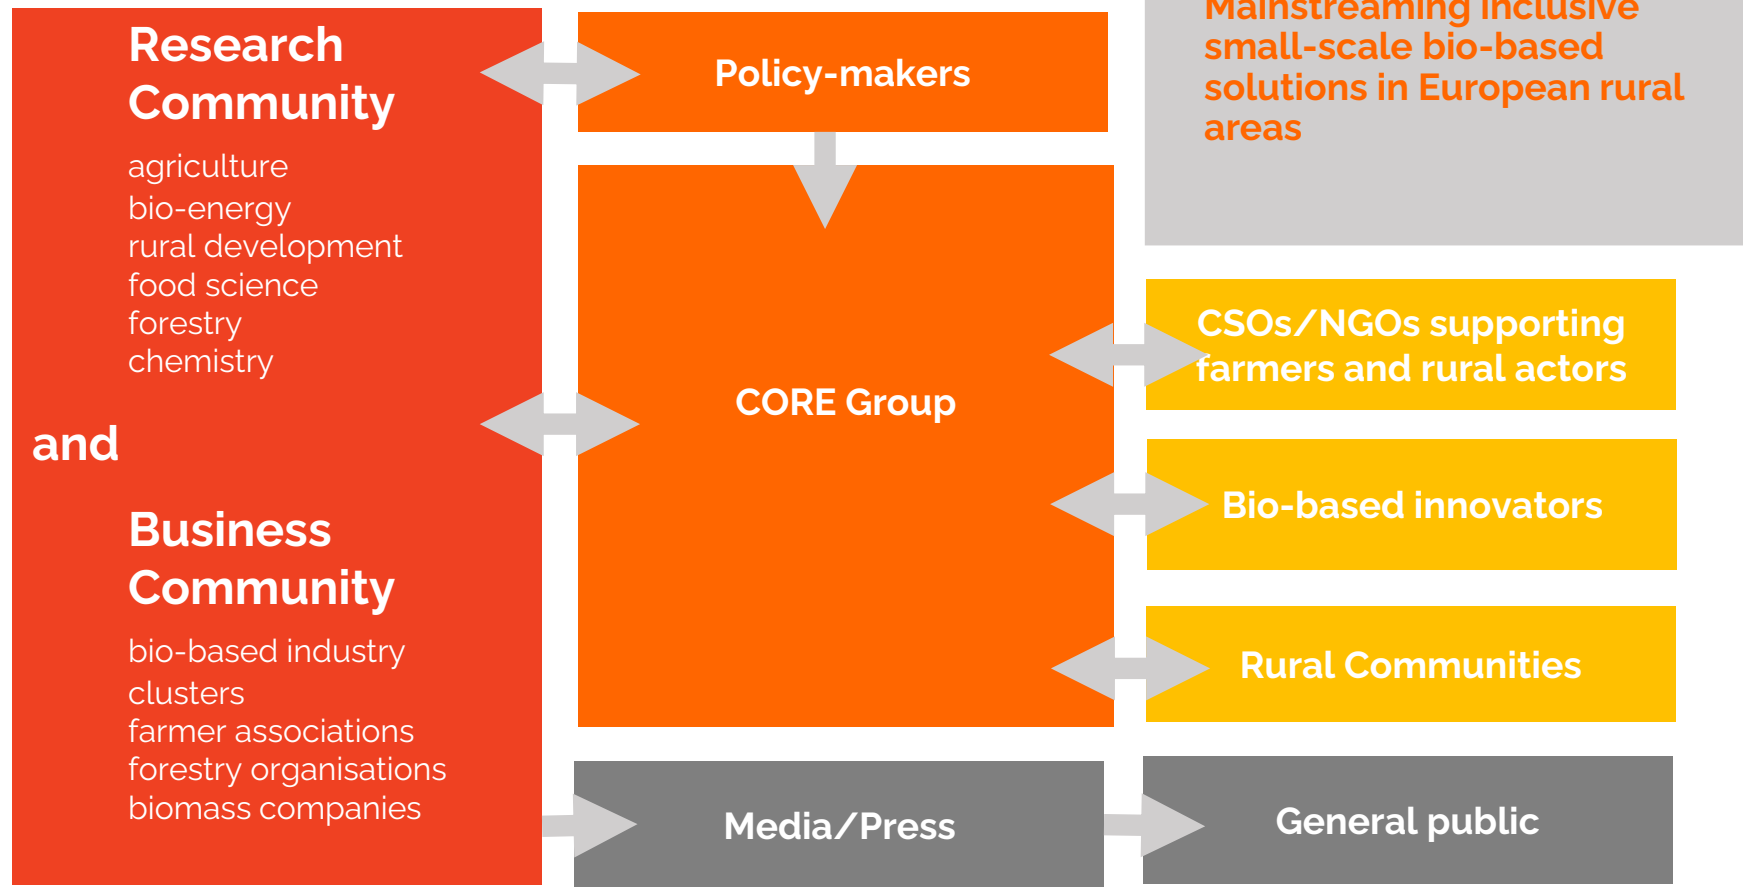 Research
Community
agriculture
bio-energy
rural development
food science
forestry
chemistry
and
Business
Community
bio-based industry
clusters
farmer associations
forestry organisations
biomass companies
Policy-makers
CORE Group
Media/Press
Mainstreaming inclusive
small-scale bio-based
solutions in European rural
areas
CSOs/NGOs supporting
farmers and rural actors
Bio-based innovators
Rural Communities
General public